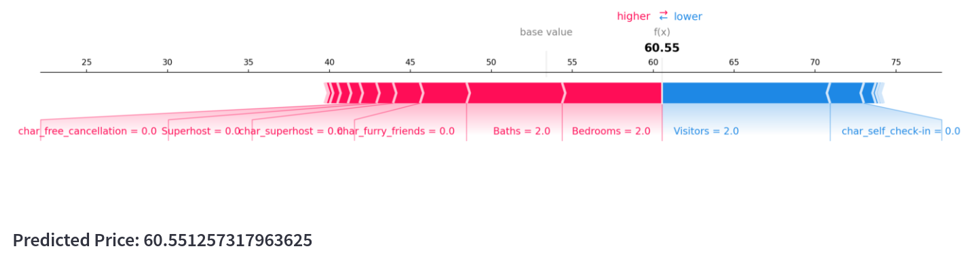 higher ⇄ lower
base value f(x)
60.55
25 30 35 40 45 50 55 60 65 70 75
char_free_cancellation = 0.0 Superhost = 0.0 char_superhost = 0.0 char_furry_friends = 0.0 Baths = 2.0 Bedrooms = 2.0 Visitors = 2.0 char_self_check-in = 0.0
Predicted Price: 60.551257317963625